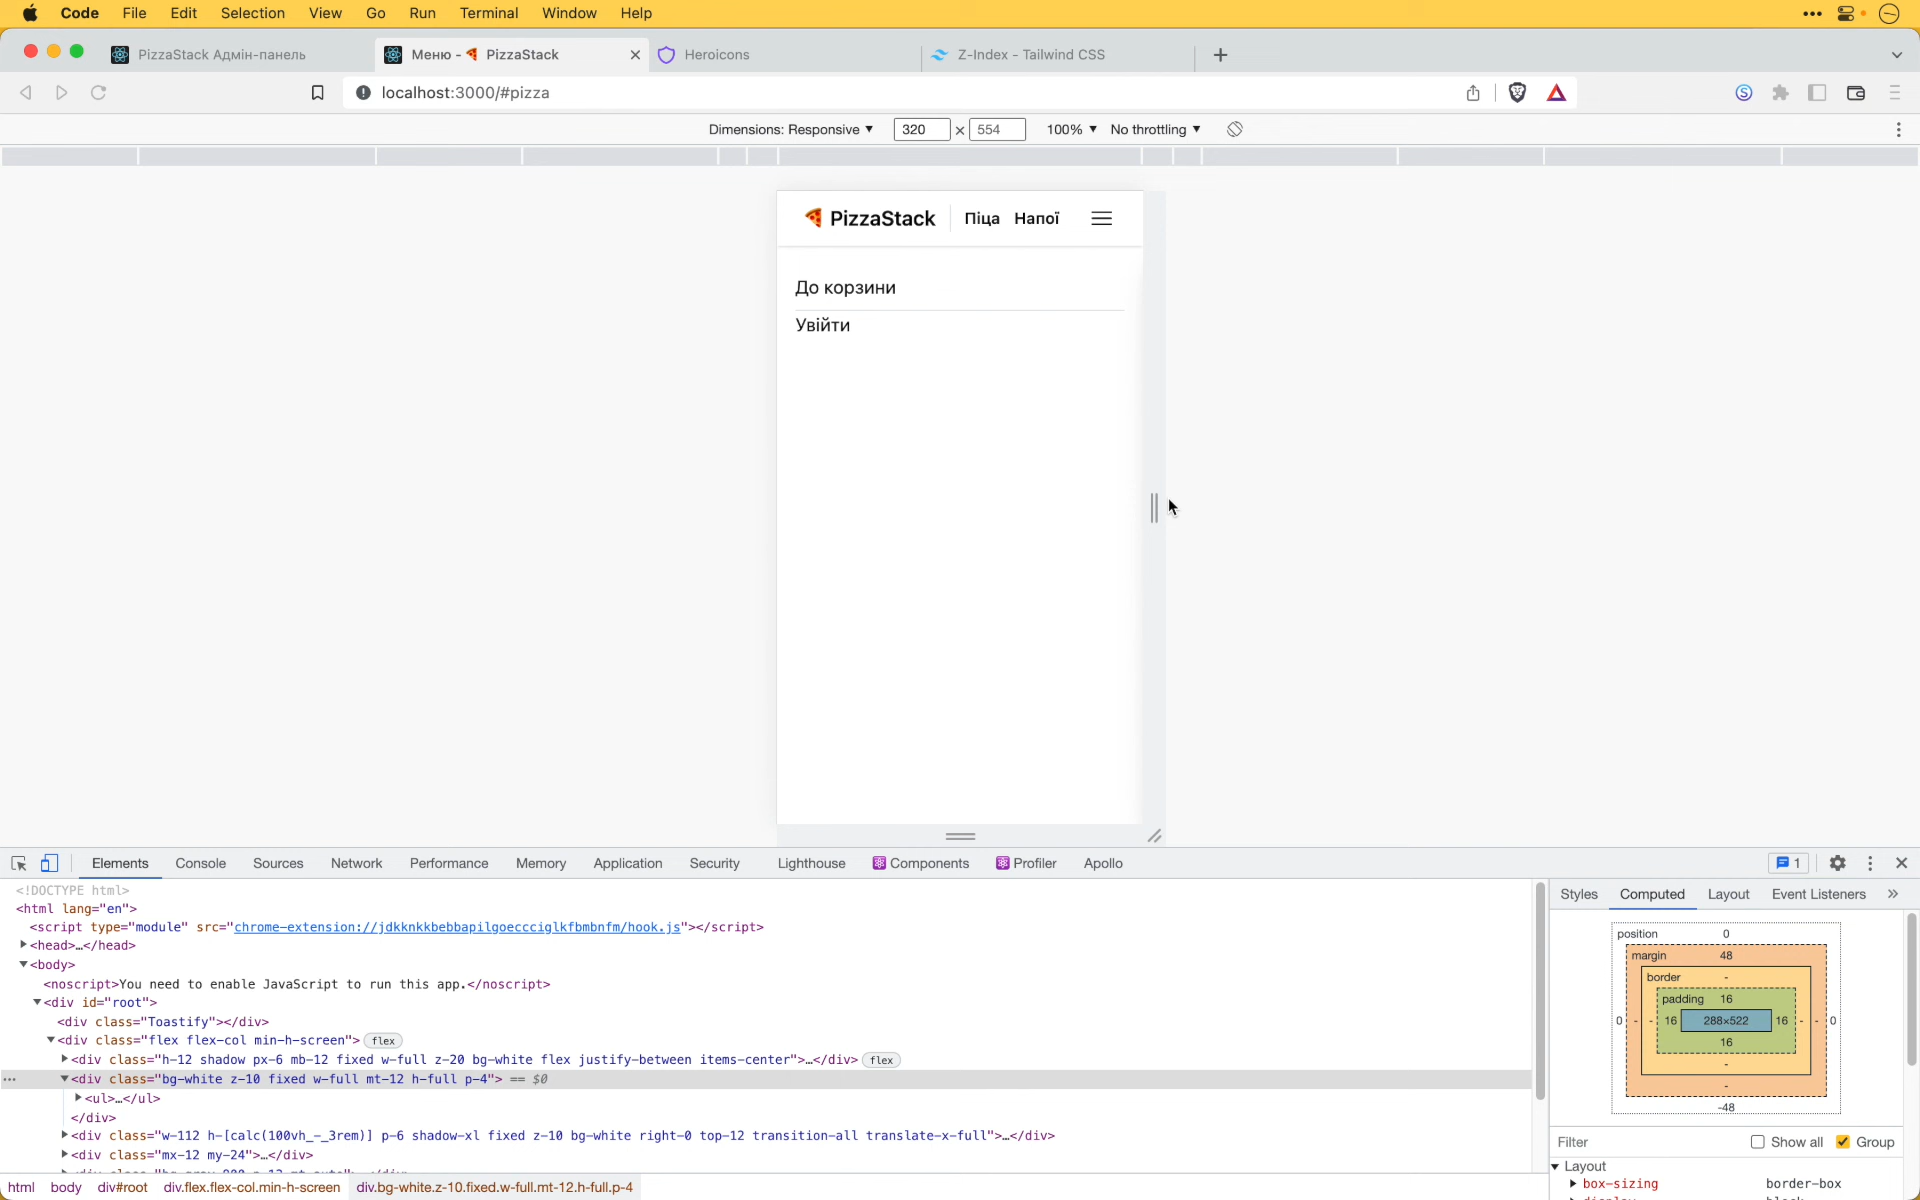 Code File Edit Selection View Go Run Terminal Window Help
PizzaStack Адмін-панель Меню - 🍕 PizzaStack Heroicons Z-Index - Tailwind CSS
localhost:3000/#pizza
Dimensions: Responsive 320 × 554 100% No throttling
PizzaStack Піца Напої
До корзини
Увійти
Elements Console Sources Network Performance Memory Application Security Lighthouse Components Profiler Apollo 1
Styles Computed Layout Event Listeners
<!DOCTYPE html>
<html lang="en">
<script type="module" src="chrome-extension://jdkknkkbebbapilgoeccciglkfbmbnfm/hook.js"></script>
<head>…</head>
<body>
<noscript>You need to enable JavaScript to run this app.</noscript>
<div id="root">
<div class="Toastify"></div>
<div class="flex flex-col min-h-screen"> flex
<div class="h-12 shadow px-6 mb-12 fixed w-full z-20 bg-white flex justify-between items-center">…</div> flex
<div class="bg-white z-10 fixed w-full mt-12 h-full p-4"> == $0
<ul>…</ul>
</div>
<div class="w-112 h-[calc(100vh_-_3rem)] p-6 shadow-xl fixed z-10 bg-white right-0 top-12 transition-all translate-x-full">…</div>
<div class="mx-12 my-24">…</div>
html body div#root div.flex.flex-col.min-h-screen div.bg-white.z-10.fixed.w-full.mt-12.h-full.p-4
position 0
margin 48
border -
padding 16
0 - - 16 288×522 16 - - 0
16
-
-
-48
Filter Show all Group
Layout
box-sizing border-box